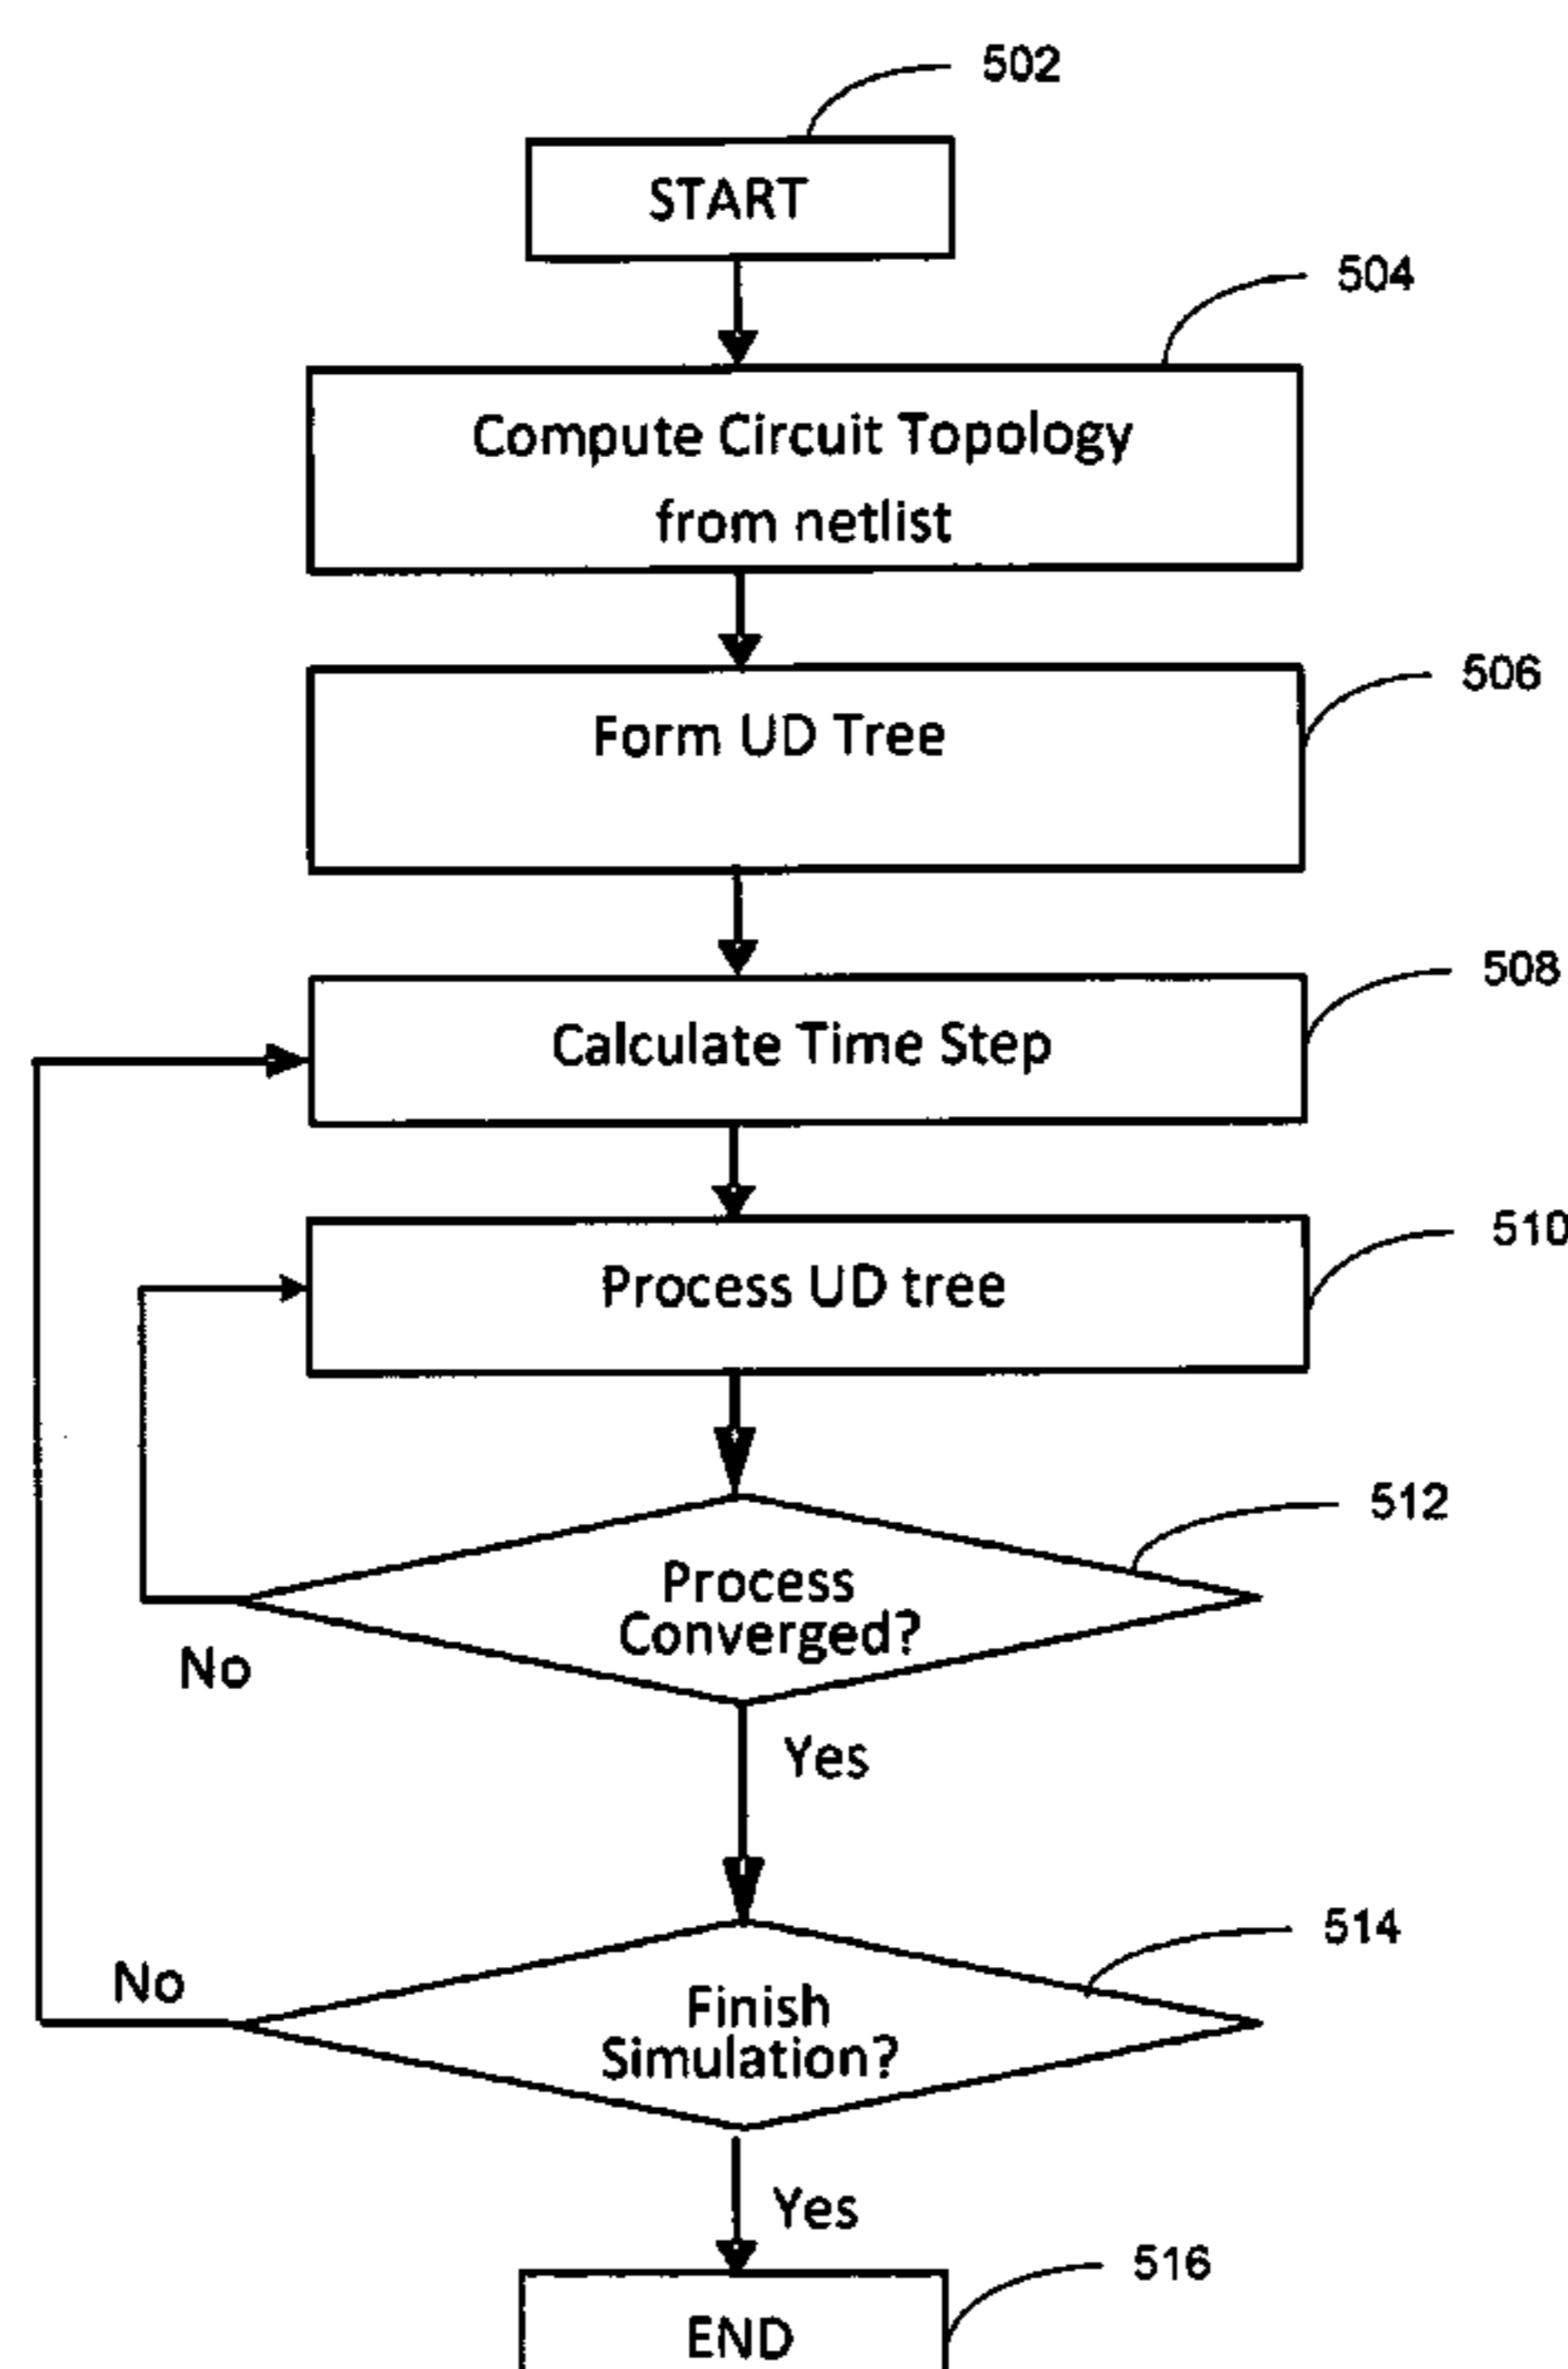 502
START
504
Compute Circuit Topology
from netlist
506
Form UD Tree
508
Calculate Time Step
510
Process UD tree
512
Process
Converged?
No
Yes
514
No
Finish
Simulation?
Yes
516
END